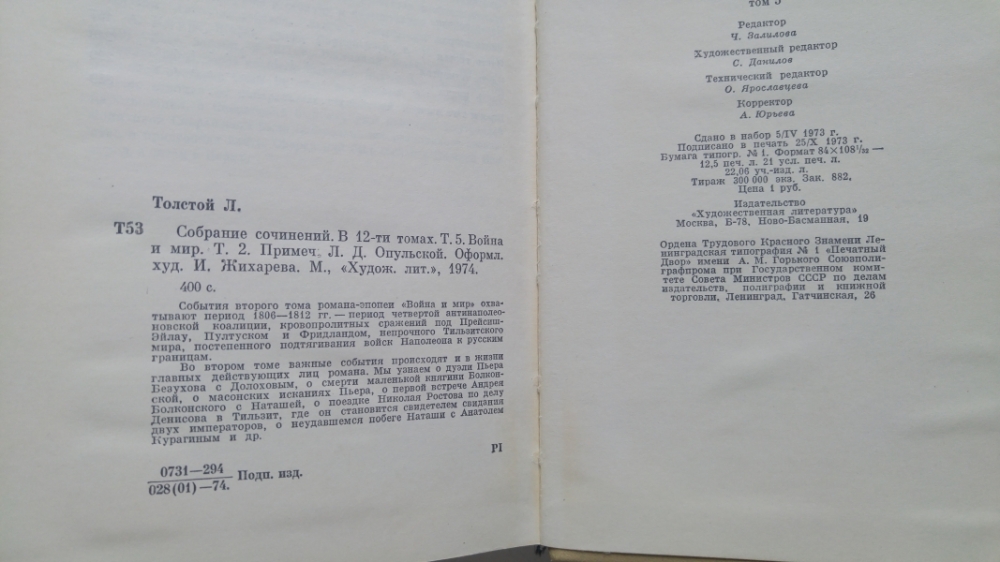 Толстой Л.
Т53
Собрание сочинений. В 12-ти томах. Т. 5. Война
и мир. Т. 2. Примеч. Л. Д. Опульской. Оформл.
худ. И. Жихарева. М., «Худож. лит.», 1974.
400 с.
События второго тома романа-эпопеи «Война и мир» охва-
тывают период 1806—1812 гг. — период четвертой антинаполео-
новской коалиции, кровопролитных сражений под Прейсиш-
Эйлау, Пултуском и Фридландом, непрочного Тильзитского
мира, постепенного подтягивания войск Наполеона к русским
границам.
Во втором томе важные события происходят и в жизни
главных действующих лиц романа. Мы узнаем о дуэли Пьера
Безухова с Долоховым, о смерти маленькой княгини Болкон-
ской, о масонских исканиях Пьера, о первой встрече Андрея
Болконского с Наташей, о поездке Николая Ростова по делу
Денисова в Тильзит, где он становится свидетелем свидания
двух императоров, о неудавшемся побеге Наташи с Анатолем
Курагиным и др.
Р1
0731—294
028(01)—74.
Подп. изд.
том 5
Редактор
Ч. Залилова
Художественный редактор
С. Данилов
Технический редактор
О. Ярославцева
Корректор
А. Юрьева
Сдано в набор 5/IV 1973 г.
Подписано в печать 25/X 1973 г.
Бумага типогр. № 1. Формат 84×108¹/₃₂ —
12,5 печ. л. 21 усл. печ. л.
22,06 уч.-изд. л.
Тираж 300 000 экз. Зак. 882,
Цена 1 руб.
Издательство
«Художественная литература»
Москва, Б-78, Ново-Басманная, 19
Ордена Трудового Красного Знамени Ле-
нинградская типография № 1 «Печатный
Двор» имени А. М. Горького Союзполи-
графпрома при Государственном коми-
тете Совета Министров СССР по делам
издательств, полиграфии и книжной
торговли, Ленинград, Гатчинская, 26